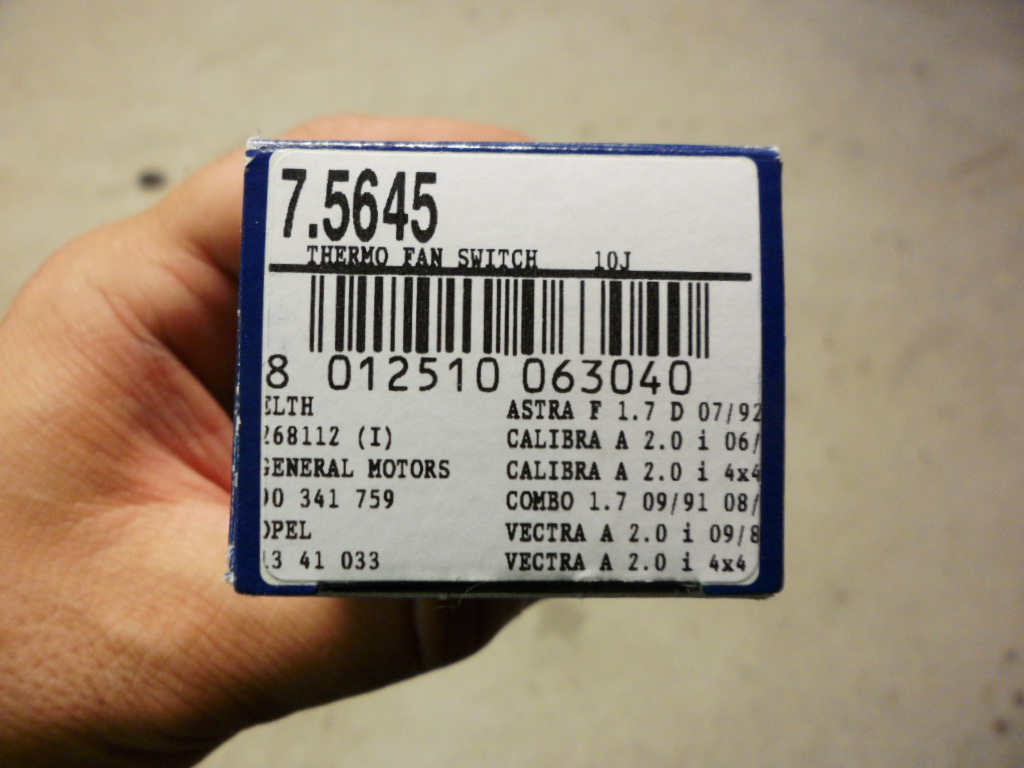 7.5645
THERMO FAN SWITCH 10J
8 012510 063040
ELTH
268112 (I)
GENERAL MOTORS
90 341 759
OPEL
13 41 033
ASTRA F 1.7 D 07/92
CALIBRA A 2.0 i 06/
CALIBRA A 2.0 i 4x4
COMBO 1.7 09/91 08/
VECTRA A 2.0 i 09/8
VECTRA A 2.0 i 4x4